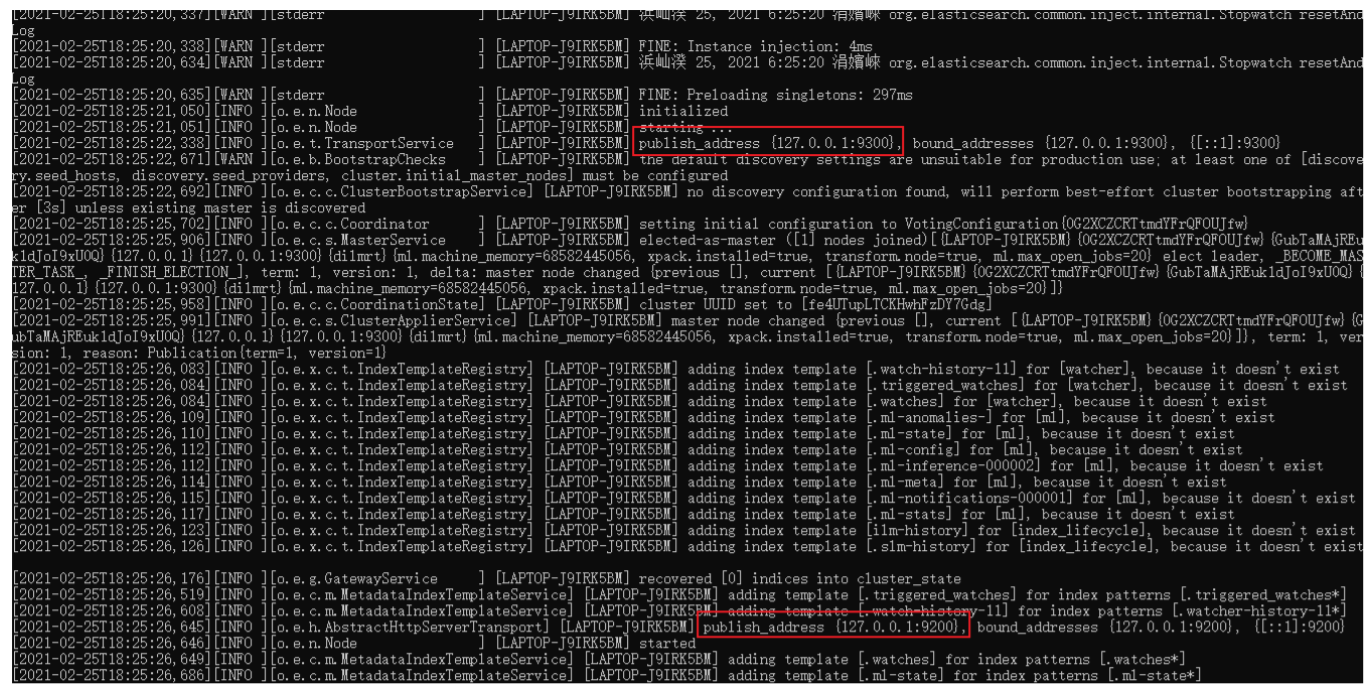 [2021-02-25T18:25:20,337][WARN ][stderr                   ] [LAPTOP-J9IRK5BM] 浜屾湀 25, 2021 6:25:20 涓嬪崍 org.elasticsearch.common.inject.internal.Stopwatch resetAnd
Log
[2021-02-25T18:25:20,338][WARN ][stderr                   ] [LAPTOP-J9IRK5BM] FINE: Instance injection: 4ms
[2021-02-25T18:25:20,634][WARN ][stderr                   ] [LAPTOP-J9IRK5BM] 浜屾湀 25, 2021 6:25:20 涓嬪崍 org.elasticsearch.common.inject.internal.Stopwatch resetAnd
Log
[2021-02-25T18:25:20,635][WARN ][stderr                   ] [LAPTOP-J9IRK5BM] FINE: Preloading singletons: 297ms
[2021-02-25T18:25:21,050][INFO ][o.e.n.Node               ] [LAPTOP-J9IRK5BM] initialized
[2021-02-25T18:25:21,051][INFO ][o.e.n.Node               ] [LAPTOP-J9IRK5BM] starting ...
[2021-02-25T18:25:22,338][INFO ][o.e.t.TransportService   ] [LAPTOP-J9IRK5BM] publish_address {127.0.0.1:9300}, bound_addresses {127.0.0.1:9300}, {[::1]:9300}
[2021-02-25T18:25:22,671][WARN ][o.e.b.BootstrapChecks    ] [LAPTOP-J9IRK5BM] the default discovery settings are unsuitable for production use; at least one of [discove
ry.seed_hosts, discovery.seed_providers, cluster.initial_master_nodes] must be configured
[2021-02-25T18:25:22,692][INFO ][o.e.c.c.ClusterBootstrapService] [LAPTOP-J9IRK5BM] no discovery configuration found, will perform best-effort cluster bootstrapping aft
er [3s] unless existing master is discovered
[2021-02-25T18:25:25,702][INFO ][o.e.c.c.Coordinator      ] [LAPTOP-J9IRK5BM] setting initial configuration to VotingConfiguration{0G2XCZCRTtmdYFrQFOUJfw}
[2021-02-25T18:25:25,906][INFO ][o.e.c.s.MasterService    ] [LAPTOP-J9IRK5BM] elected-as-master ([1] nodes joined)[{LAPTOP-J9IRK5BM}{0G2XCZCRTtmdYFrQFOUJfw}{GubTaMAjREu
k1dJoI9xU0Q}{127.0.0.1}{127.0.0.1:9300}{dilmrt}{ml.machine_memory=68582445056, xpack.installed=true, transform.node=true, ml.max_open_jobs=20} elect leader, _BECOME_MAS
TER_TASK_, _FINISH_ELECTION_], term: 1, version: 1, delta: master node changed {previous [], current [{LAPTOP-J9IRK5BM}{0G2XCZCRTtmdYFrQFOUJfw}{GubTaMAjREuk1dJoI9xU0Q}{
127.0.0.1}{127.0.0.1:9300}{dilmrt}{ml.machine_memory=68582445056, xpack.installed=true, transform.node=true, ml.max_open_jobs=20}]}
[2021-02-25T18:25:25,958][INFO ][o.e.c.c.CoordinationState] [LAPTOP-J9IRK5BM] cluster UUID set to [fe4UTupLTCKHwhFzDY7Gdg]
[2021-02-25T18:25:25,991][INFO ][o.e.c.s.ClusterApplierService] [LAPTOP-J9IRK5BM] master node changed {previous [], current [{LAPTOP-J9IRK5BM}{0G2XCZCRTtmdYFrQFOUJfw}{G
ubTaMAjREuk1dJoI9xU0Q}{127.0.0.1}{127.0.0.1:9300}{dilmrt}{ml.machine_memory=68582445056, xpack.installed=true, transform.node=true, ml.max_open_jobs=20}]}, term: 1, ver
sion: 1, reason: Publication{term=1, version=1}
[2021-02-25T18:25:26,083][INFO ][o.e.x.c.t.IndexTemplateRegistry] [LAPTOP-J9IRK5BM] adding index template [.watch-history-11] for [watcher], because it doesn't exist
[2021-02-25T18:25:26,084][INFO ][o.e.x.c.t.IndexTemplateRegistry] [LAPTOP-J9IRK5BM] adding index template [.triggered_watches] for [watcher], because it doesn't exist
[2021-02-25T18:25:26,084][INFO ][o.e.x.c.t.IndexTemplateRegistry] [LAPTOP-J9IRK5BM] adding index template [.watches] for [watcher], because it doesn't exist
[2021-02-25T18:25:26,109][INFO ][o.e.x.c.t.IndexTemplateRegistry] [LAPTOP-J9IRK5BM] adding index template [.ml-anomalies-] for [ml], because it doesn't exist
[2021-02-25T18:25:26,110][INFO ][o.e.x.c.t.IndexTemplateRegistry] [LAPTOP-J9IRK5BM] adding index template [.ml-state] for [ml], because it doesn't exist
[2021-02-25T18:25:26,112][INFO ][o.e.x.c.t.IndexTemplateRegistry] [LAPTOP-J9IRK5BM] adding index template [.ml-config] for [ml], because it doesn't exist
[2021-02-25T18:25:26,112][INFO ][o.e.x.c.t.IndexTemplateRegistry] [LAPTOP-J9IRK5BM] adding index template [.ml-inference-000002] for [ml], because it doesn't exist
[2021-02-25T18:25:26,114][INFO ][o.e.x.c.t.IndexTemplateRegistry] [LAPTOP-J9IRK5BM] adding index template [.ml-meta] for [ml], because it doesn't exist
[2021-02-25T18:25:26,115][INFO ][o.e.x.c.t.IndexTemplateRegistry] [LAPTOP-J9IRK5BM] adding index template [.ml-notifications-000001] for [ml], because it doesn't exist
[2021-02-25T18:25:26,117][INFO ][o.e.x.c.t.IndexTemplateRegistry] [LAPTOP-J9IRK5BM] adding index template [.ml-stats] for [ml], because it doesn't exist
[2021-02-25T18:25:26,123][INFO ][o.e.x.c.t.IndexTemplateRegistry] [LAPTOP-J9IRK5BM] adding index template [ilm-history] for [index_lifecycle], because it doesn't exist
[2021-02-25T18:25:26,126][INFO ][o.e.x.c.t.IndexTemplateRegistry] [LAPTOP-J9IRK5BM] adding index template [.slm-history] for [index_lifecycle], because it doesn't exist
[2021-02-25T18:25:26,176][INFO ][o.e.g.GatewayService     ] [LAPTOP-J9IRK5BM] recovered [0] indices into cluster_state
[2021-02-25T18:25:26,519][INFO ][o.e.c.m.MetadataIndexTemplateService] [LAPTOP-J9IRK5BM] adding template [.triggered_watches] for index patterns [.triggered_watches*]
[2021-02-25T18:25:26,608][INFO ][o.e.c.m.MetadataIndexTemplateService] [LAPTOP-J9IRK5BM] adding template [.watch-history-11] for index patterns [.watcher-history-11*]
[2021-02-25T18:25:26,645][INFO ][o.e.h.AbstractHttpServerTransport] [LAPTOP-J9IRK5BM] publish_address {127.0.0.1:9200}, bound_addresses {127.0.0.1:9200}, {[::1]:9200}
[2021-02-25T18:25:26,646][INFO ][o.e.n.Node               ] [LAPTOP-J9IRK5BM] started
[2021-02-25T18:25:26,649][INFO ][o.e.c.m.MetadataIndexTemplateService] [LAPTOP-J9IRK5BM] adding template [.watches] for index patterns [.watches*]
[2021-02-25T18:25:26,686][INFO ][o.e.c.m.MetadataIndexTemplateService] [LAPTOP-J9IRK5BM] adding template [.ml-state] for index patterns [.ml-state*]